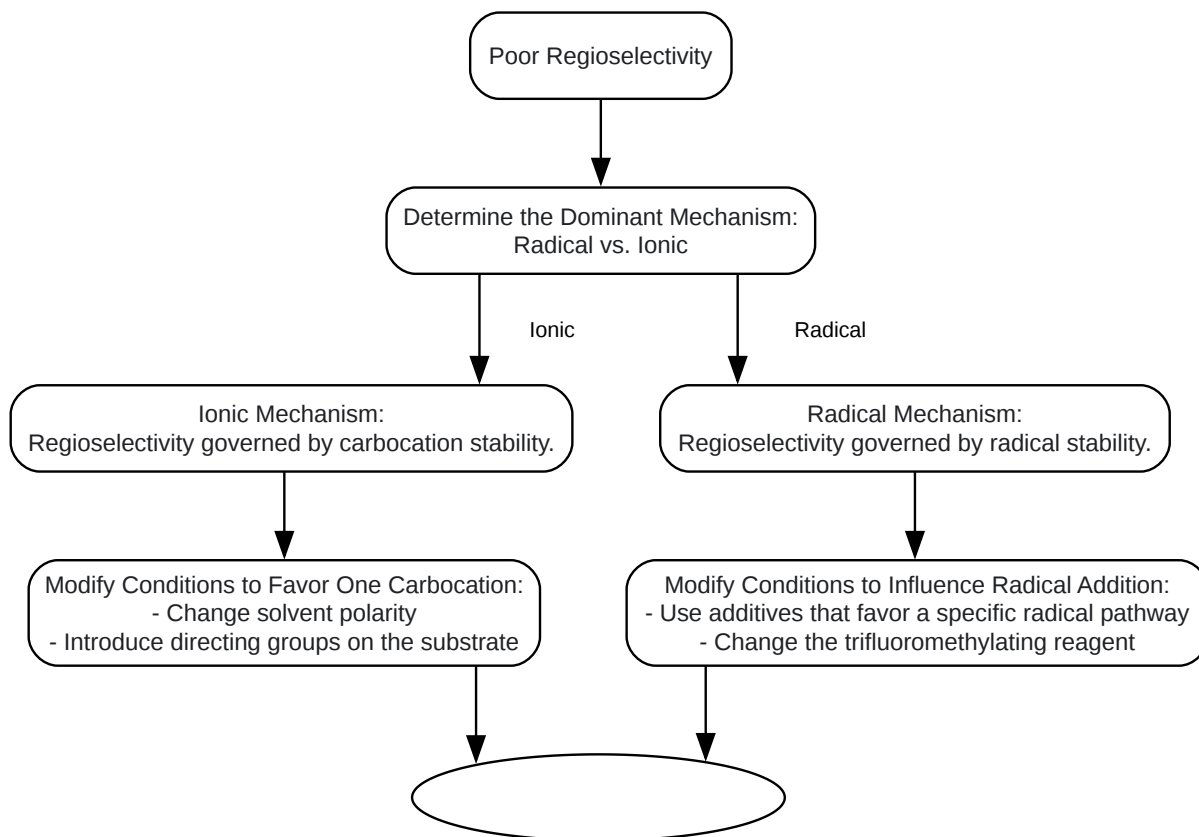 Poor Regioselectivity
Determine the Dominant Mechanism:
Radical vs. Ionic
Ionic
Radical
Ionic Mechanism:
Regioselectivity governed by carbocation stability.
Radical Mechanism:
Regioselectivity governed by radical stability.
Modify Conditions to Favor One Carbocation:
- Change solvent polarity
- Introduce directing groups on the substrate
Modify Conditions to Influence Radical Addition:
- Use additives that favor a specific radical pathway
- Change the trifluoromethylating reagent